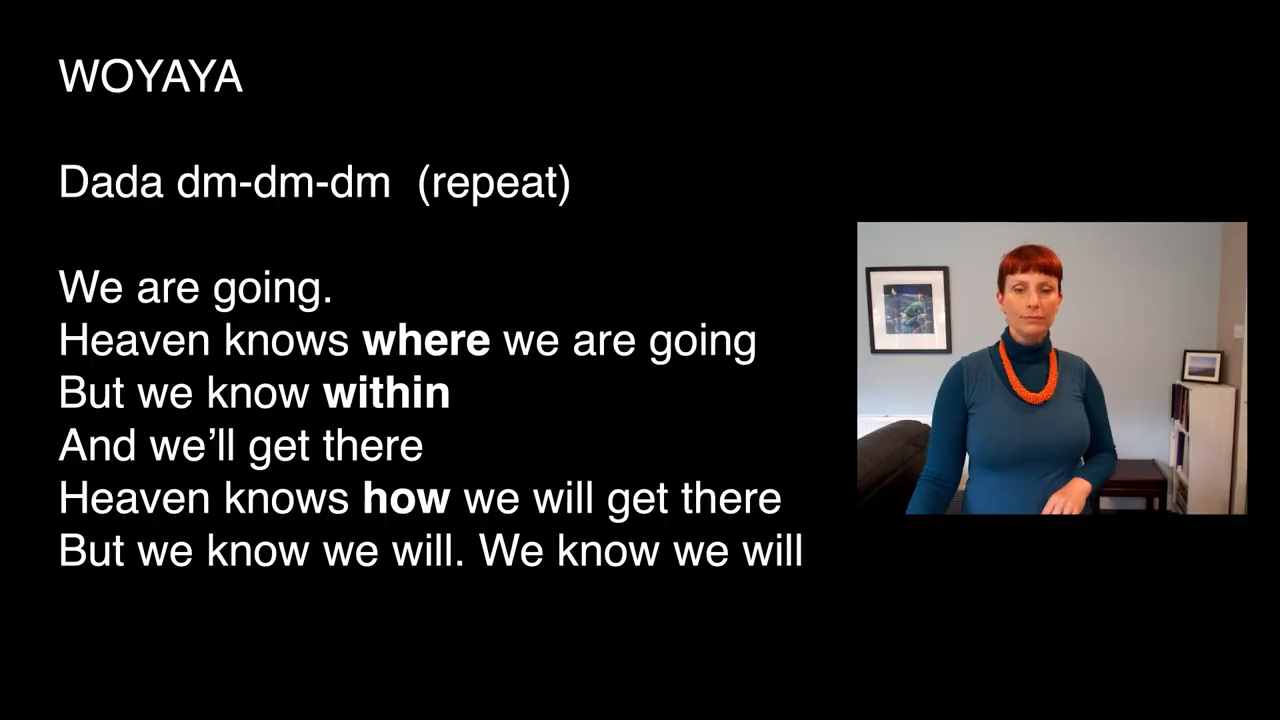 WOYAYA
Dada dm-dm-dm (repeat)
We are going.
Heaven knows where we are going
But we know within
And we’ll get there
Heaven knows how we will get there
But we know we will. We know we will